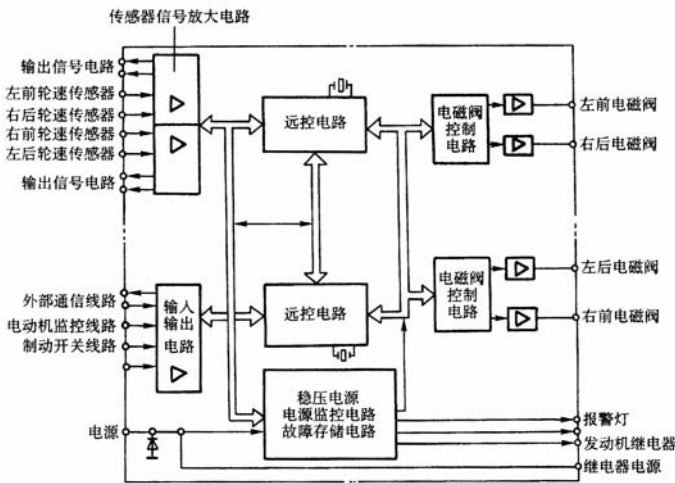 传感器信号放大电路
输出信号电路
左前轮速传感器
右后轮速传感器
右前轮速传感器
左后轮速传感器
输出信号电路
远控电路
电磁阀
控制
电路
左前电磁阀
右后电磁阀
外部通信线路
电动机监控线路
制动开关线路
输入
输出
电路
远控电路
电磁阀
控制
电路
左后电磁阀
右前电磁阀
稳压电源
电源监控电路
故障存储电路
电源
报警灯
发动机继电器
继电器电源